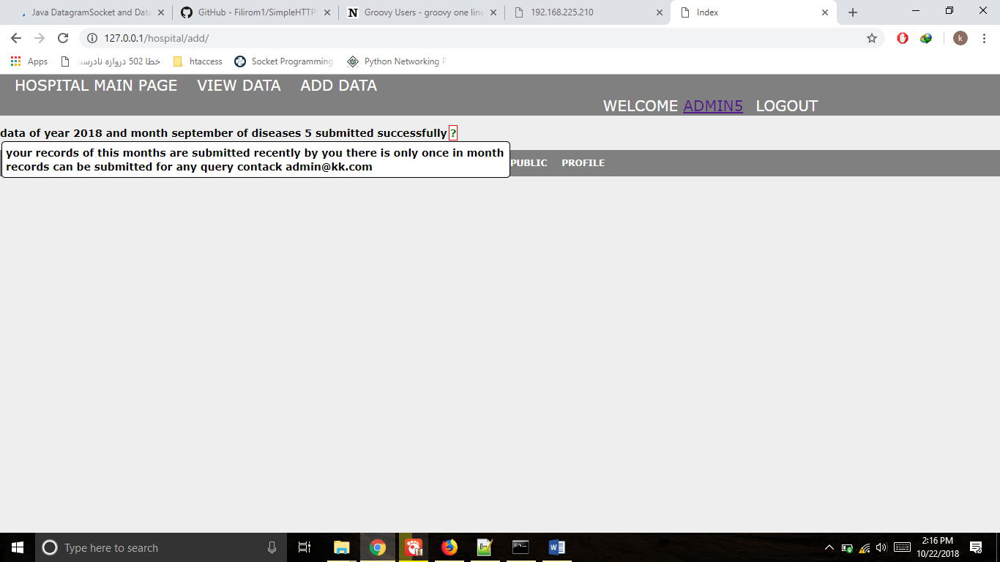 Java DatagramSocket and Data
GitHub - Filirom1/SimpleHTTPS
Groovy Users - groovy one line
192.168.225.210
Index
127.0.0.1/hospital/add/
k
Apps
خطا 502 دروازه نادرست
htaccess
Socket Programming
Python Networking P
HOSPITAL MAIN PAGE VIEW DATA ADD DATA
WELCOME ADMIN5 LOGOUT
data of year 2018 and month september of diseases 5 submitted successfully ?
your records of this months are submitted recently by you there is only once in month
records can be submitted for any query contack admin@kk.com
PUBLIC PROFILE
Type here to search
2:16 PM
10/22/2018